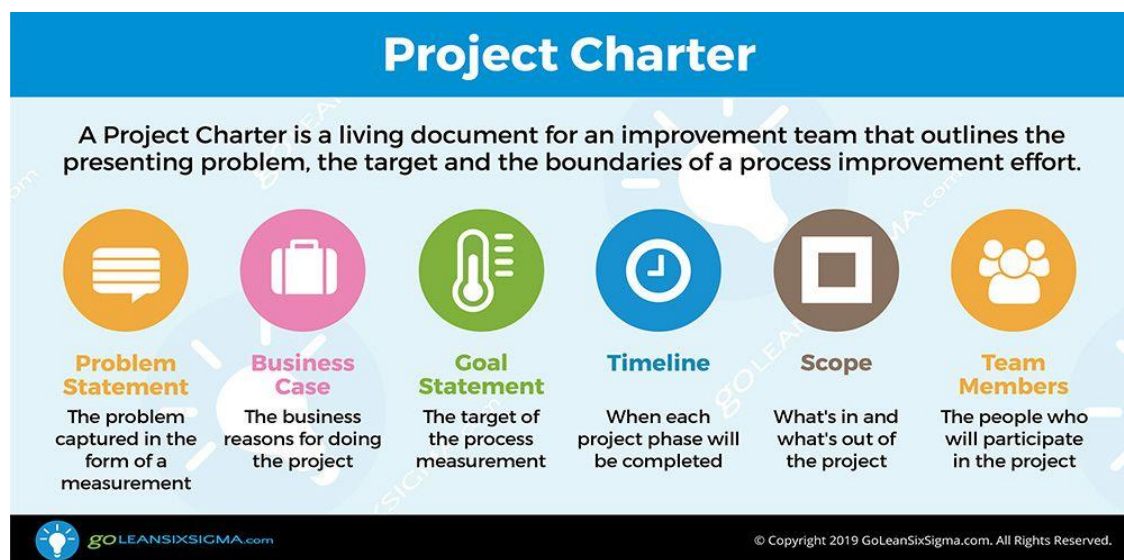 Project Charter
A Project Charter is a living document for an improvement team that outlines the
presenting problem, the target and the boundaries of a process improvement effort.
Problem
Statement
The problem
captured in the
form of a
measurement
Business
Case
The business
reasons for doing
the project
Goal
Statement
The target of
the process
measurement
Timeline
When each
project phase will
be completed
Scope
What's in and
what's out of
the project
Team
Members
The people who
will participate
in the project
goLEANSIXSIGMA.com
© Copyright 2019 GoLeanSixSigma.com. All Rights Reserved.